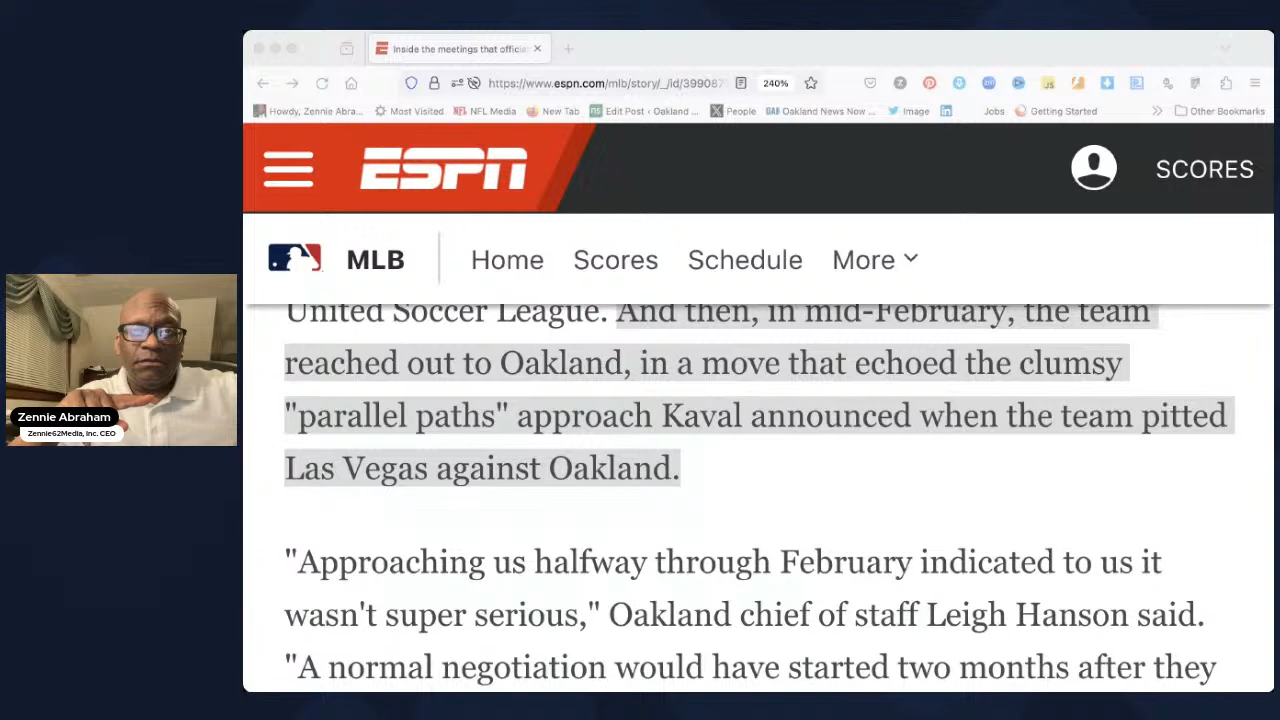 Inside the meetings that officia
https://www.espn.com/mlb/story/_/id/39908
240%
Howdy, Zennie Abra...
Most Visited
NFL Media
New Tab
Edit Post ‹ Oakland ...
People
Oakland News Now ...
Image
Jobs
Getting Started
Other Bookmarks
ESPN
SCORES
MLB
Home
Scores
Schedule
More
United Soccer League. And then, in mid-February, the team
reached out to Oakland, in a move that echoed the clumsy
"parallel paths" approach Kaval announced when the team pitted
Las Vegas against Oakland.
"Approaching us halfway through February indicated to us it
wasn't super serious," Oakland chief of staff Leigh Hanson said.
"A normal negotiation would have started two months after they
Zennie Abraham
Zennie62Media, Inc. CEO